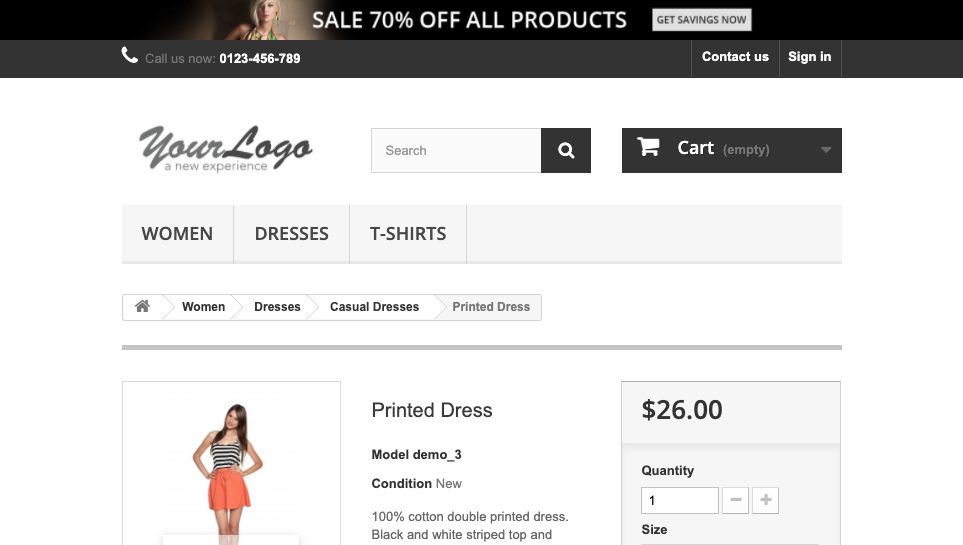 SALE 70% OFF ALL PRODUCTS GET SAVINGS NOW
Call us now: 0123-456-789 Contact us Sign in
YourLogo
a new experience
Search
Cart (empty)
WOMEN DRESSES T-SHIRTS
Women Dresses Casual Dresses Printed Dress
Printed Dress
Model demo_3
Condition New
100% cotton double printed dress.
Black and white striped top and
$26.00
Quantity
1
Size